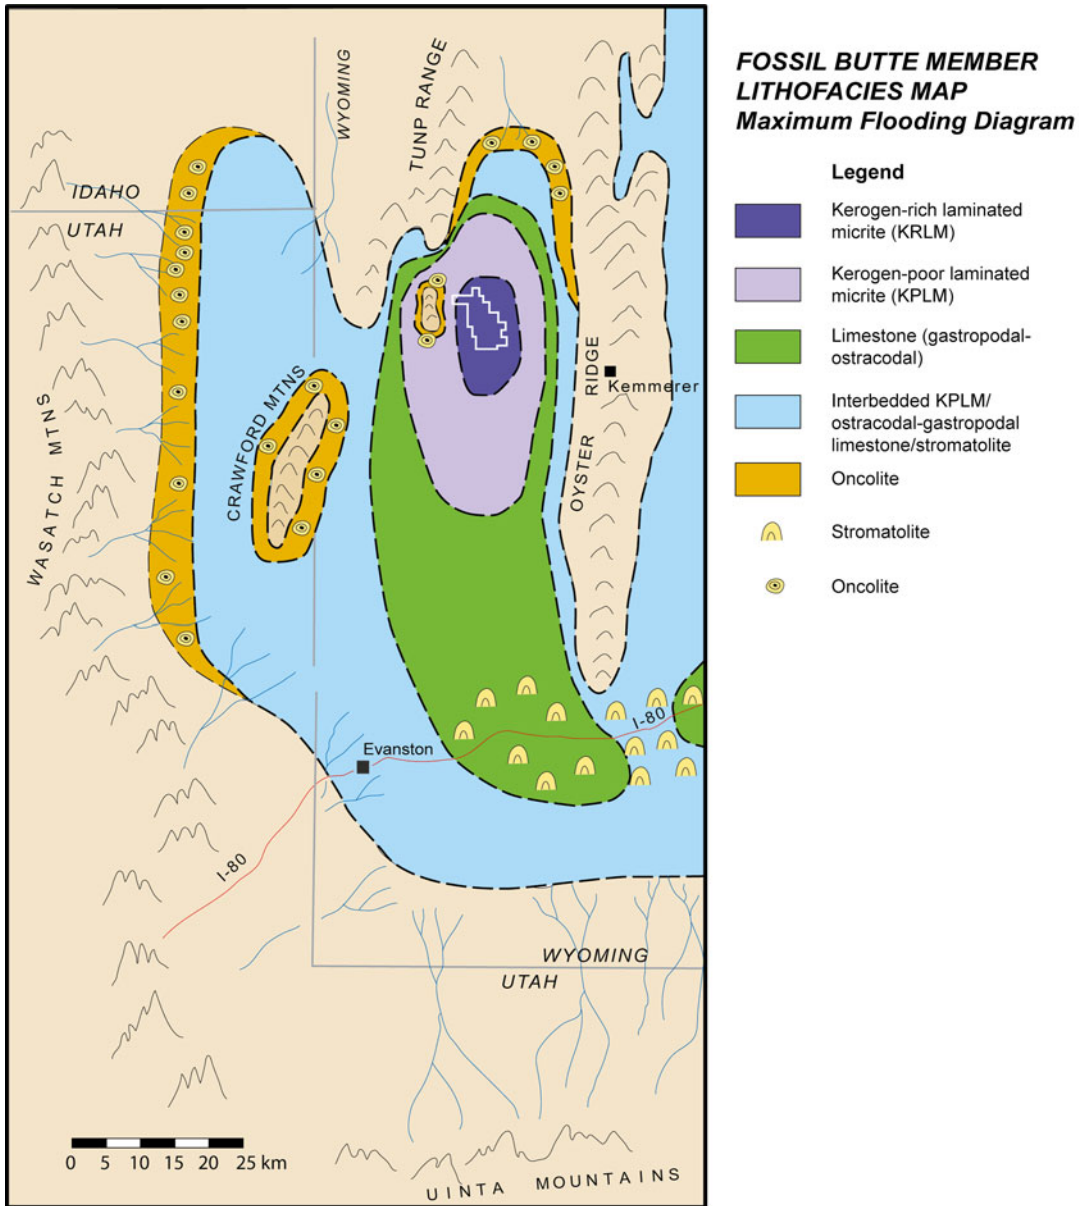 FOSSIL BUTTE MEMBER
LITHOFACIES MAP
Maximum Flooding Diagram
Legend
Kerogen-rich laminated
micrite (KRLM)
Kerogen-poor laminated
micrite (KPLM)
Limestone (gastropodal-
ostracodal)
Interbedded KPLM/
ostracodal-gastropodal
limestone/stromatolite
Oncolite
Stromatolite
Oncolite
WYOMING
TUNP RANGE
IDAHO
UTAH
WASATCH MTNS
CRAWFORD MTNS
OYSTER RIDGE
Kemmerer
I-80
Evanston
I-80
WYOMING
UTAH
0 5 10 15 20 25 km
UINTA MOUNTAINS